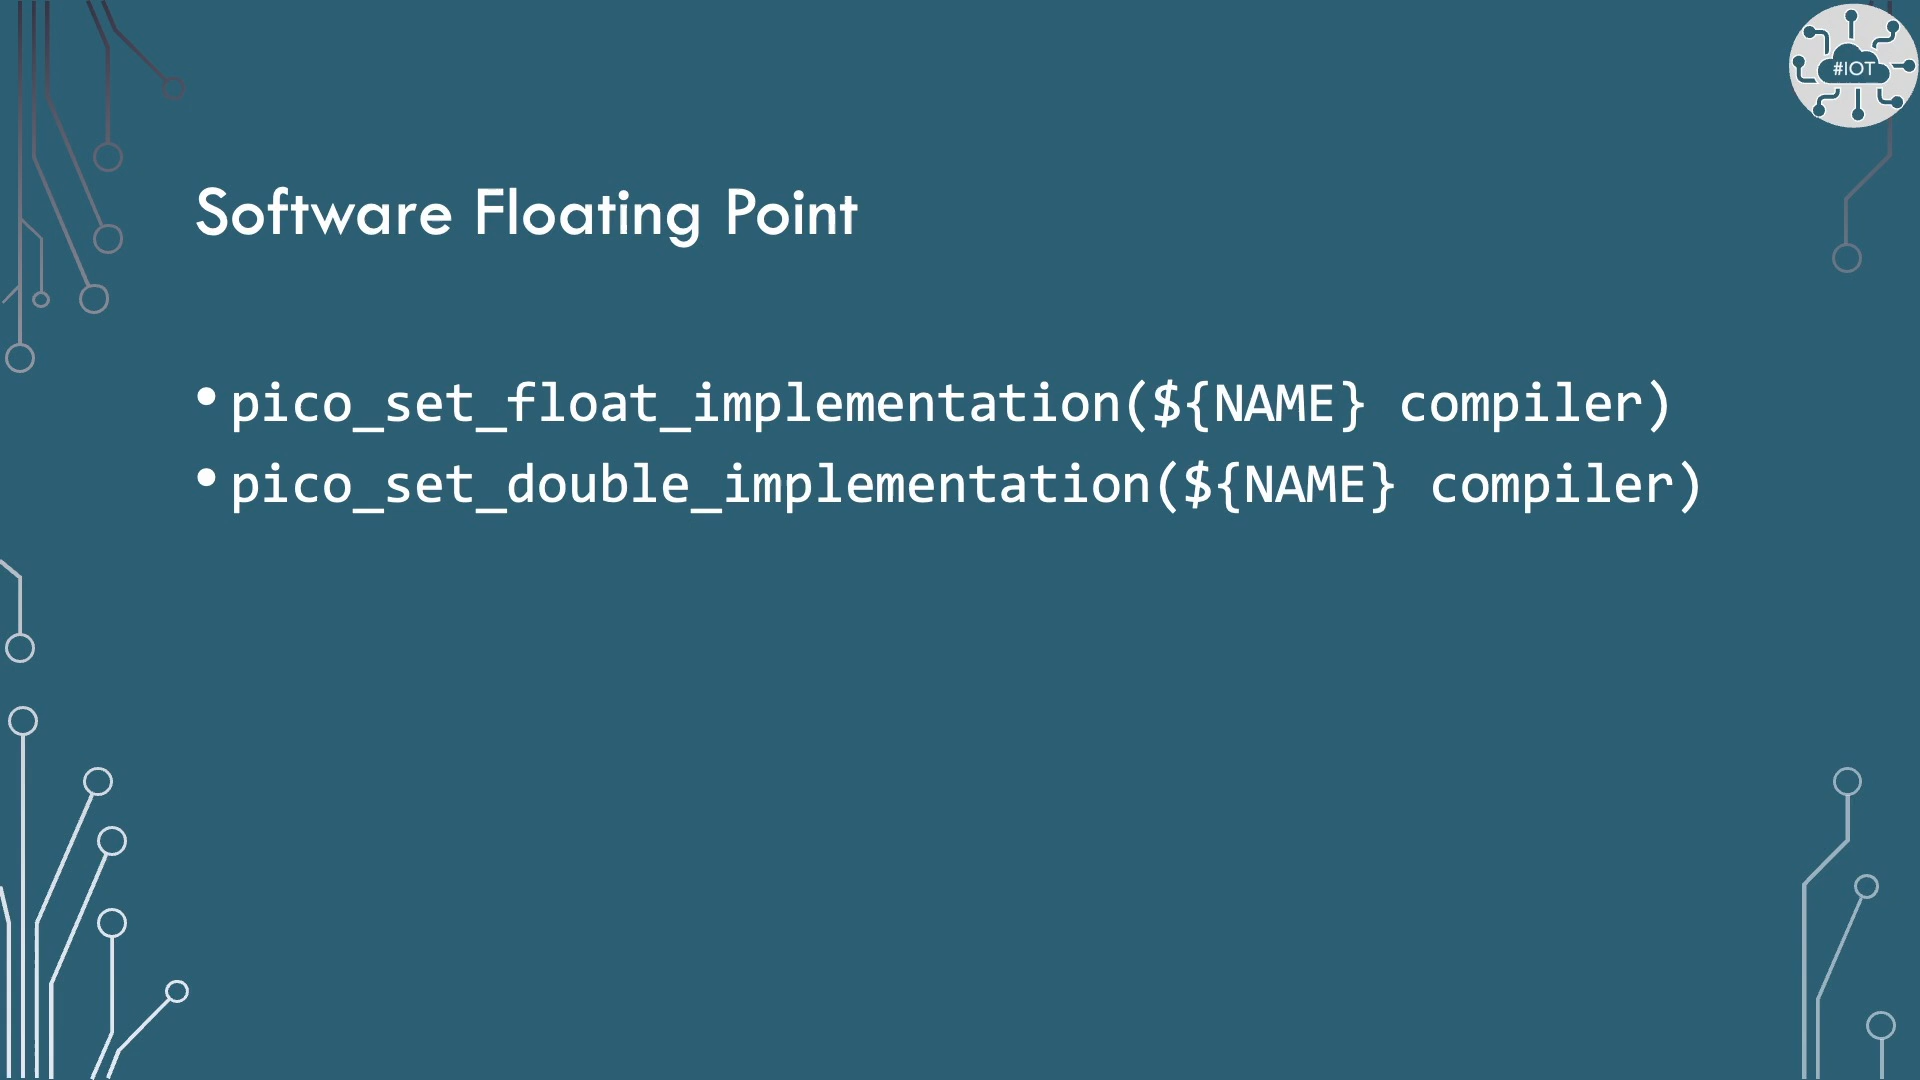 #IOT
Software Floating Point
• pico_set_float_implementation(${NAME} compiler)
• pico_set_double_implementation(${NAME} compiler)